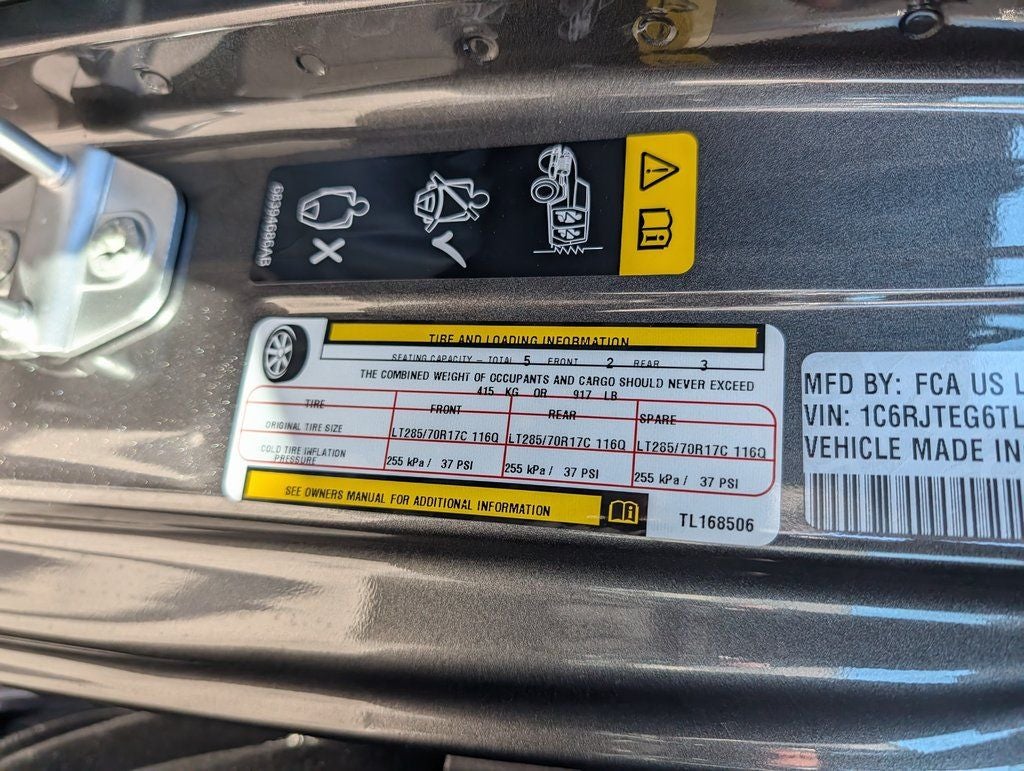 68394686AB
TIRE AND LOADING INFORMATION
SEATING CAPACITY – TOTAL 5 FRONT 2 REAR 3
THE COMBINED WEIGHT OF OCCUPANTS AND CARGO SHOULD NEVER EXCEED
415 KG OR 917 LB
TIRE FRONT REAR SPARE
ORIGINAL TIRE SIZE LT285/70R17C 116Q LT285/70R17C 116Q LT285/70R17C 116Q
COLD TIRE INFLATION PRESSURE 255 kPa / 37 PSI 255 kPa / 37 PSI 255 kPa / 37 PSI
SEE OWNERS MANUAL FOR ADDITIONAL INFORMATION
TL168506
MFD BY: FCA US L
VIN: 1C6RJTEG6TL
VEHICLE MADE IN